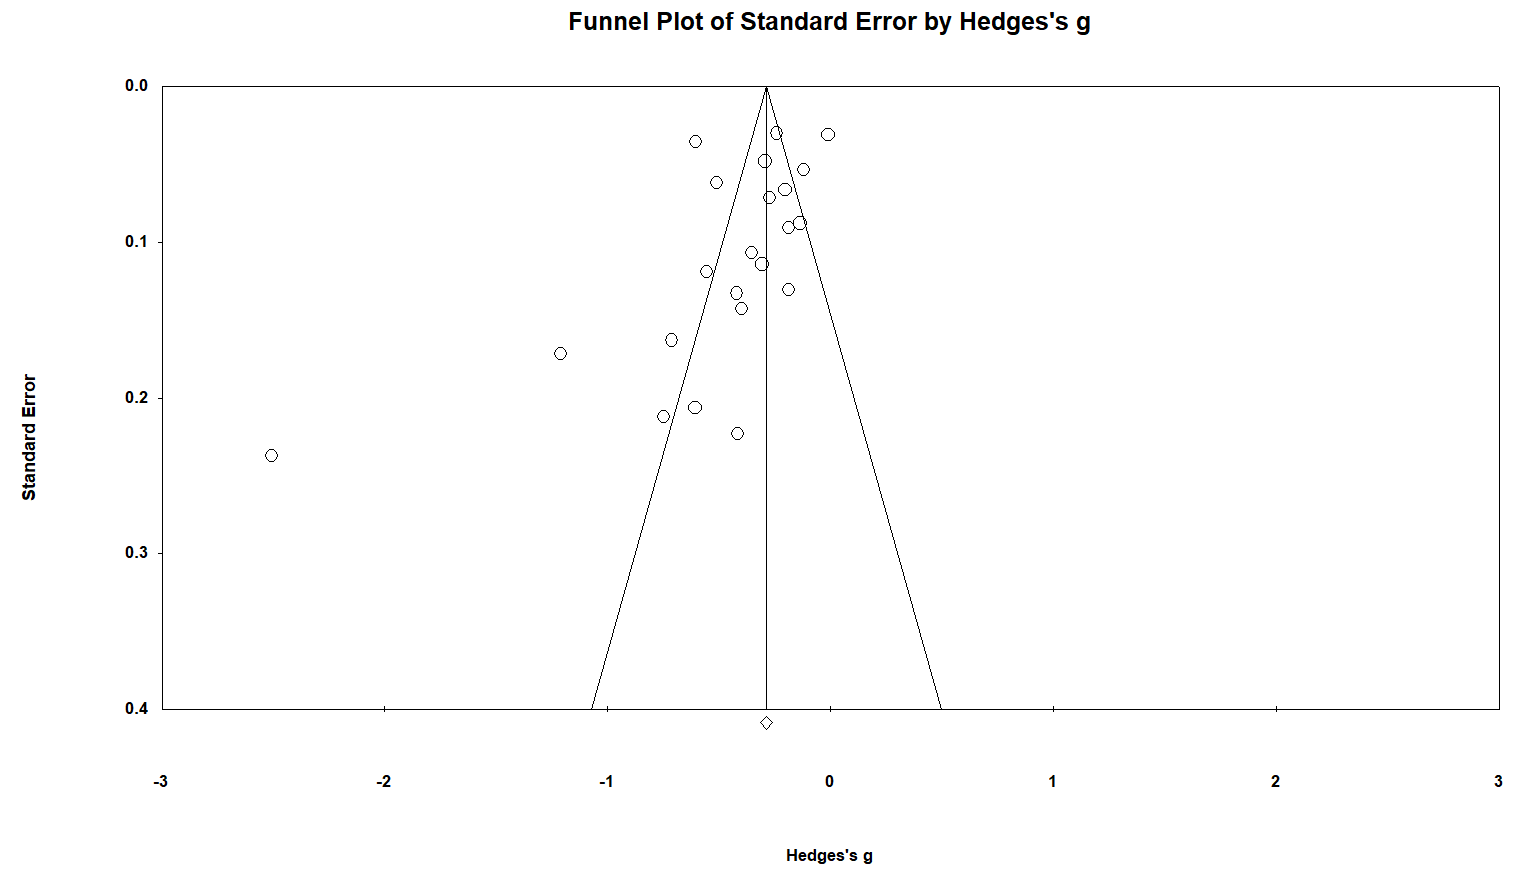 Funnel Plot of Standard Error by Hedges's g
0.0
0.1
0.2
0.3
0.4
Standard Error
-3 -2 -1 0 1 2 3
Hedges's g